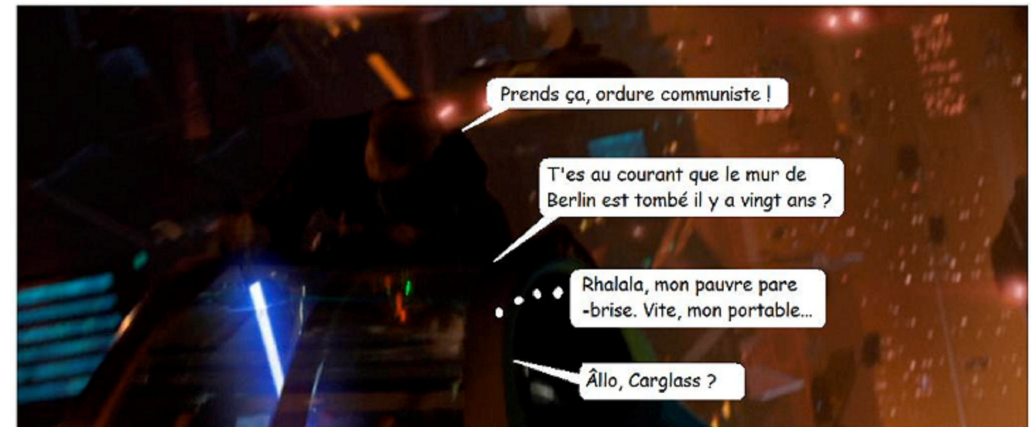 Prends ça, ordure communiste !
T'es au courant que le mur de
Berlin est tombé il y a vingt ans ?
Rhalala, mon pauvre pare
-brise. Vite, mon portable...
Âllo, Carglass ?